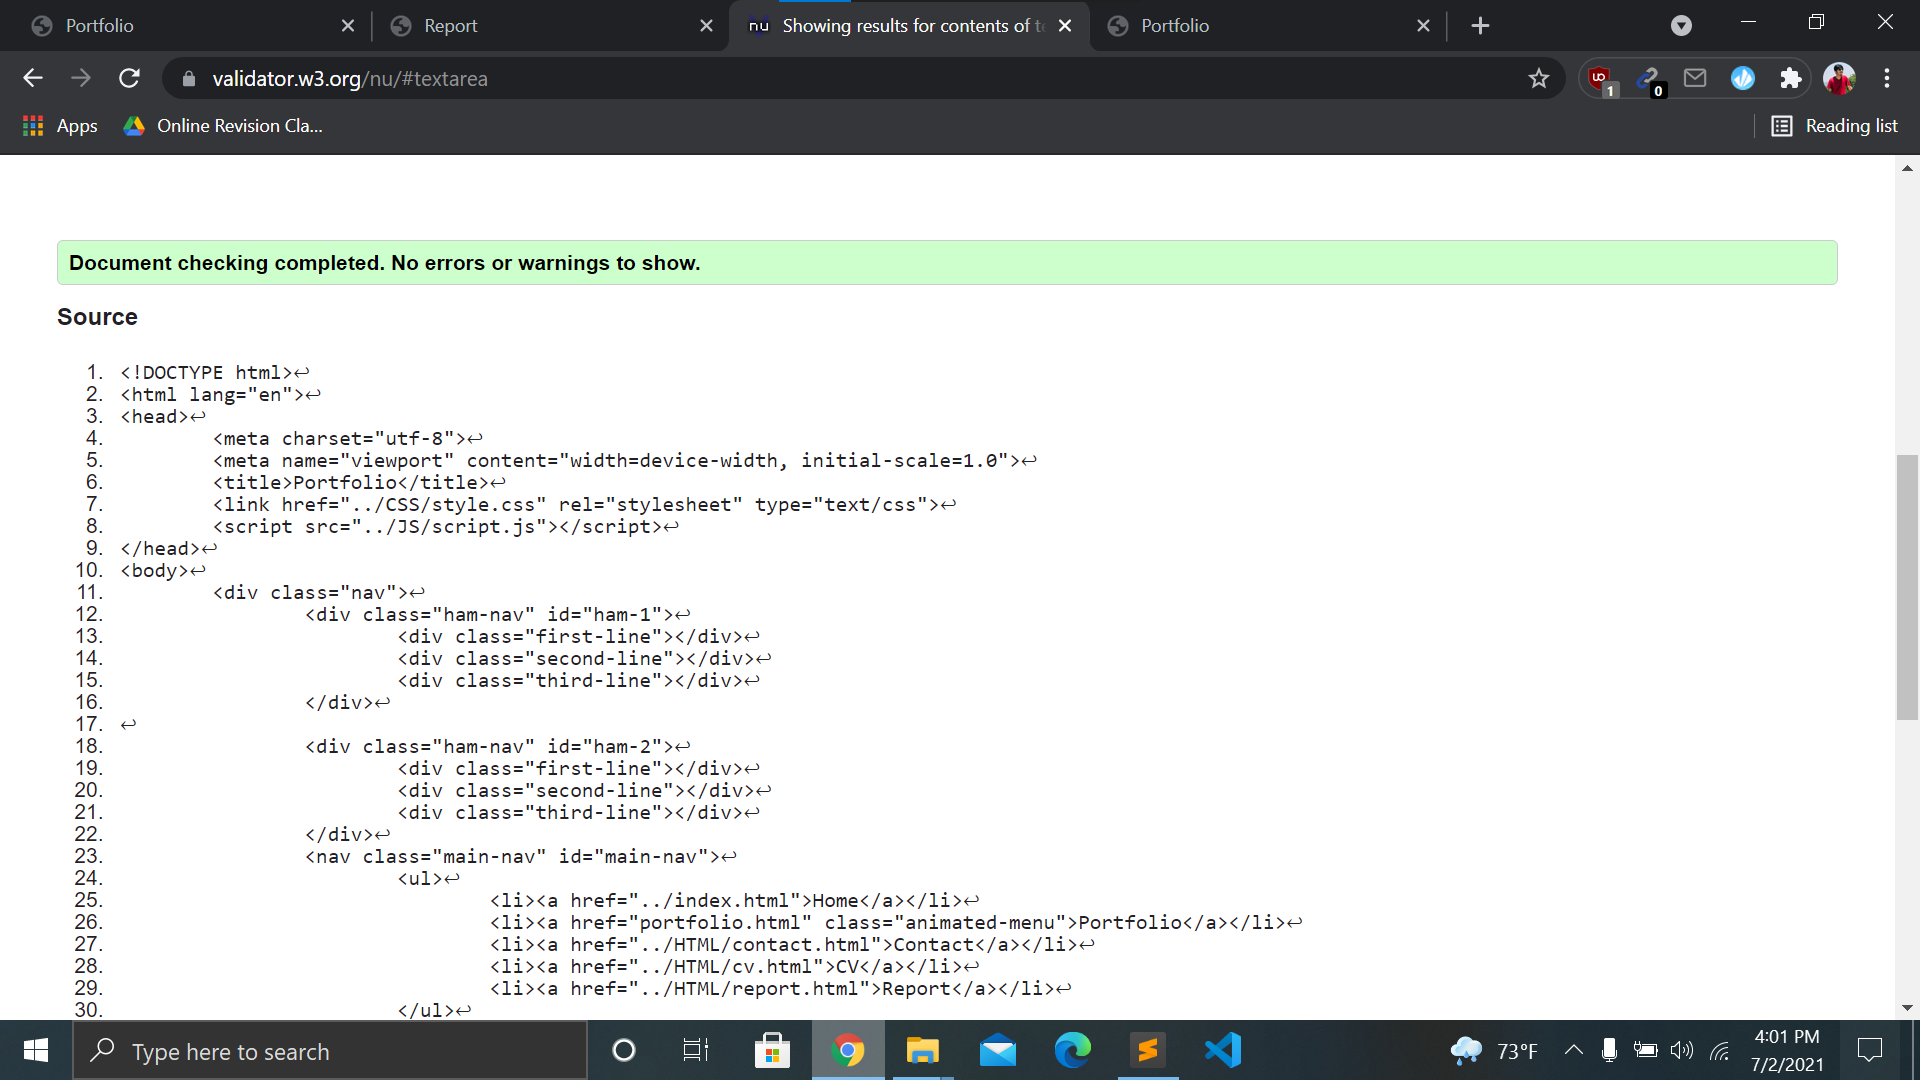 Portfolio
Report
nu Showing results for contents of te
Portfolio
validator.w3.org/nu/#textarea
1
0
Apps
Online Revision Cla...
Reading list
Document checking completed. No errors or warnings to show.
Source
1. <!DOCTYPE html>↩
2. <html lang="en">↩
3. <head>↩
4. <meta charset="utf-8">↩
5. <meta name="viewport" content="width=device-width, initial-scale=1.0">↩
6. <title>Portfolio</title>↩
7. <link href="../CSS/style.css" rel="stylesheet" type="text/css">↩
8. <script src="../JS/script.js"></script>↩
9. </head>↩
10. <body>↩
11. <div class="nav">↩
12. <div class="ham-nav" id="ham-1">↩
13. <div class="first-line"></div>↩
14. <div class="second-line"></div>↩
15. <div class="third-line"></div>↩
16. </div>↩
17. ↩
18. <div class="ham-nav" id="ham-2">↩
19. <div class="first-line"></div>↩
20. <div class="second-line"></div>↩
21. <div class="third-line"></div>↩
22. </div>↩
23. <nav class="main-nav" id="main-nav">↩
24. <ul>↩
25. <li><a href="../index.html">Home</a></li>↩
26. <li><a href="portfolio.html" class="animated-menu">Portfolio</a></li>↩
27. <li><a href="../HTML/contact.html">Contact</a></li>↩
28. <li><a href="../HTML/cv.html">CV</a></li>↩
29. <li><a href="../HTML/report.html">Report</a></li>↩
30. </ul>↩
Type here to search
73°F
4:01 PM
7/2/2021